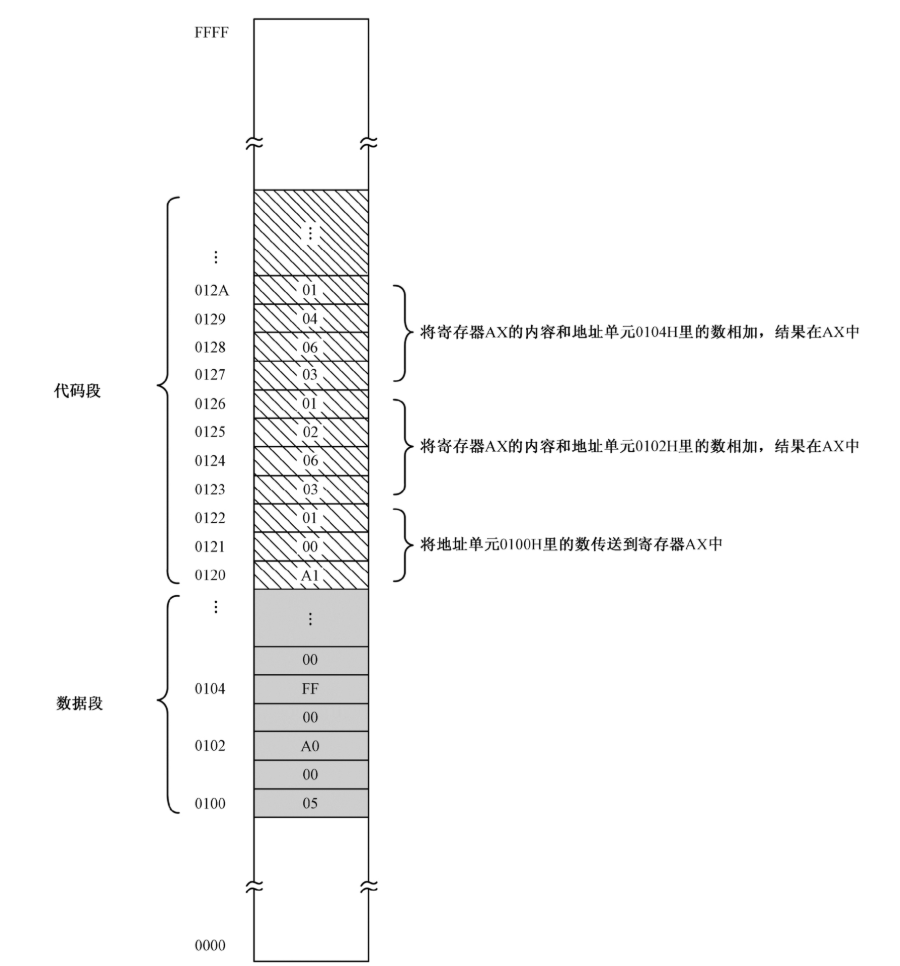 FFFF
⋮
⋮
012A 01
0129 04
0128 06
将寄存器AX的内容和地址单元0104H里的数相加，结果在AX中
0127 03
代码段
0126 01
0125 02
将寄存器AX的内容和地址单元0102H里的数相加，结果在AX中
0124 06
0123 03
0122 01
0121 00
将地址单元0100H里的数传送到寄存器AX中
0120 A1
⋮
⋮
00
0104 FF
数据段
00
0102 A0
00
0100 05
0000